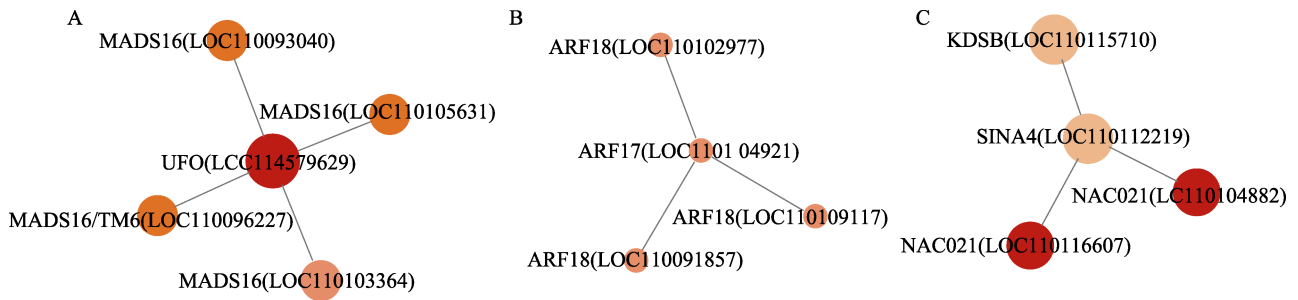 A
MADS16(LOC110093040)
MADS16(LOC110105631)
UFO(LCC114579629)
MADS16/TM6(LOC110096227)
MADS16(LOC110103364)
B
ARF18(LOC110102977)
ARF17(LOC1101 04921)
ARF18(LOC110109117)
ARF18(LOC110091857)
C
KDSB(LOC110115710)
SINA4(LOC110112219)
NAC021(LC110104882)
NAC021(LOC110116607)